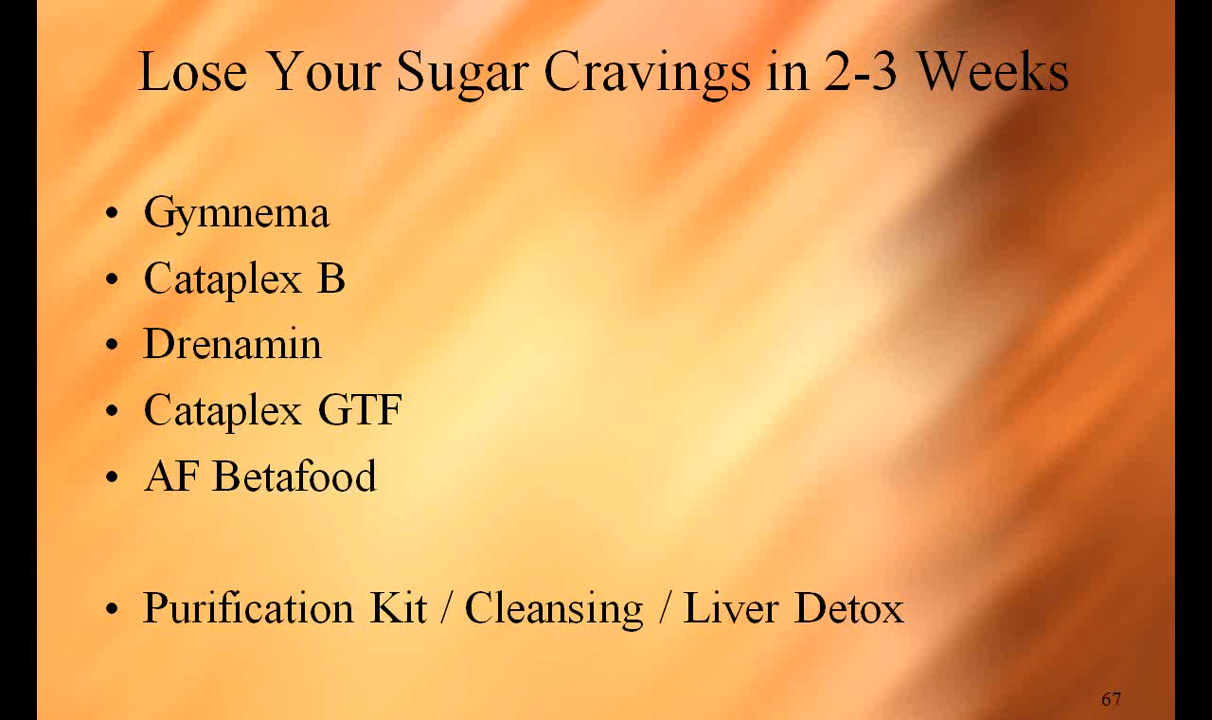 Lose Your Sugar Cravings in 2-3 Weeks
• Gymnema
• Cataplex B
• Drenamin
• Cataplex GTF
• AF Betafood
• Purification Kit / Cleansing / Liver Detox
67